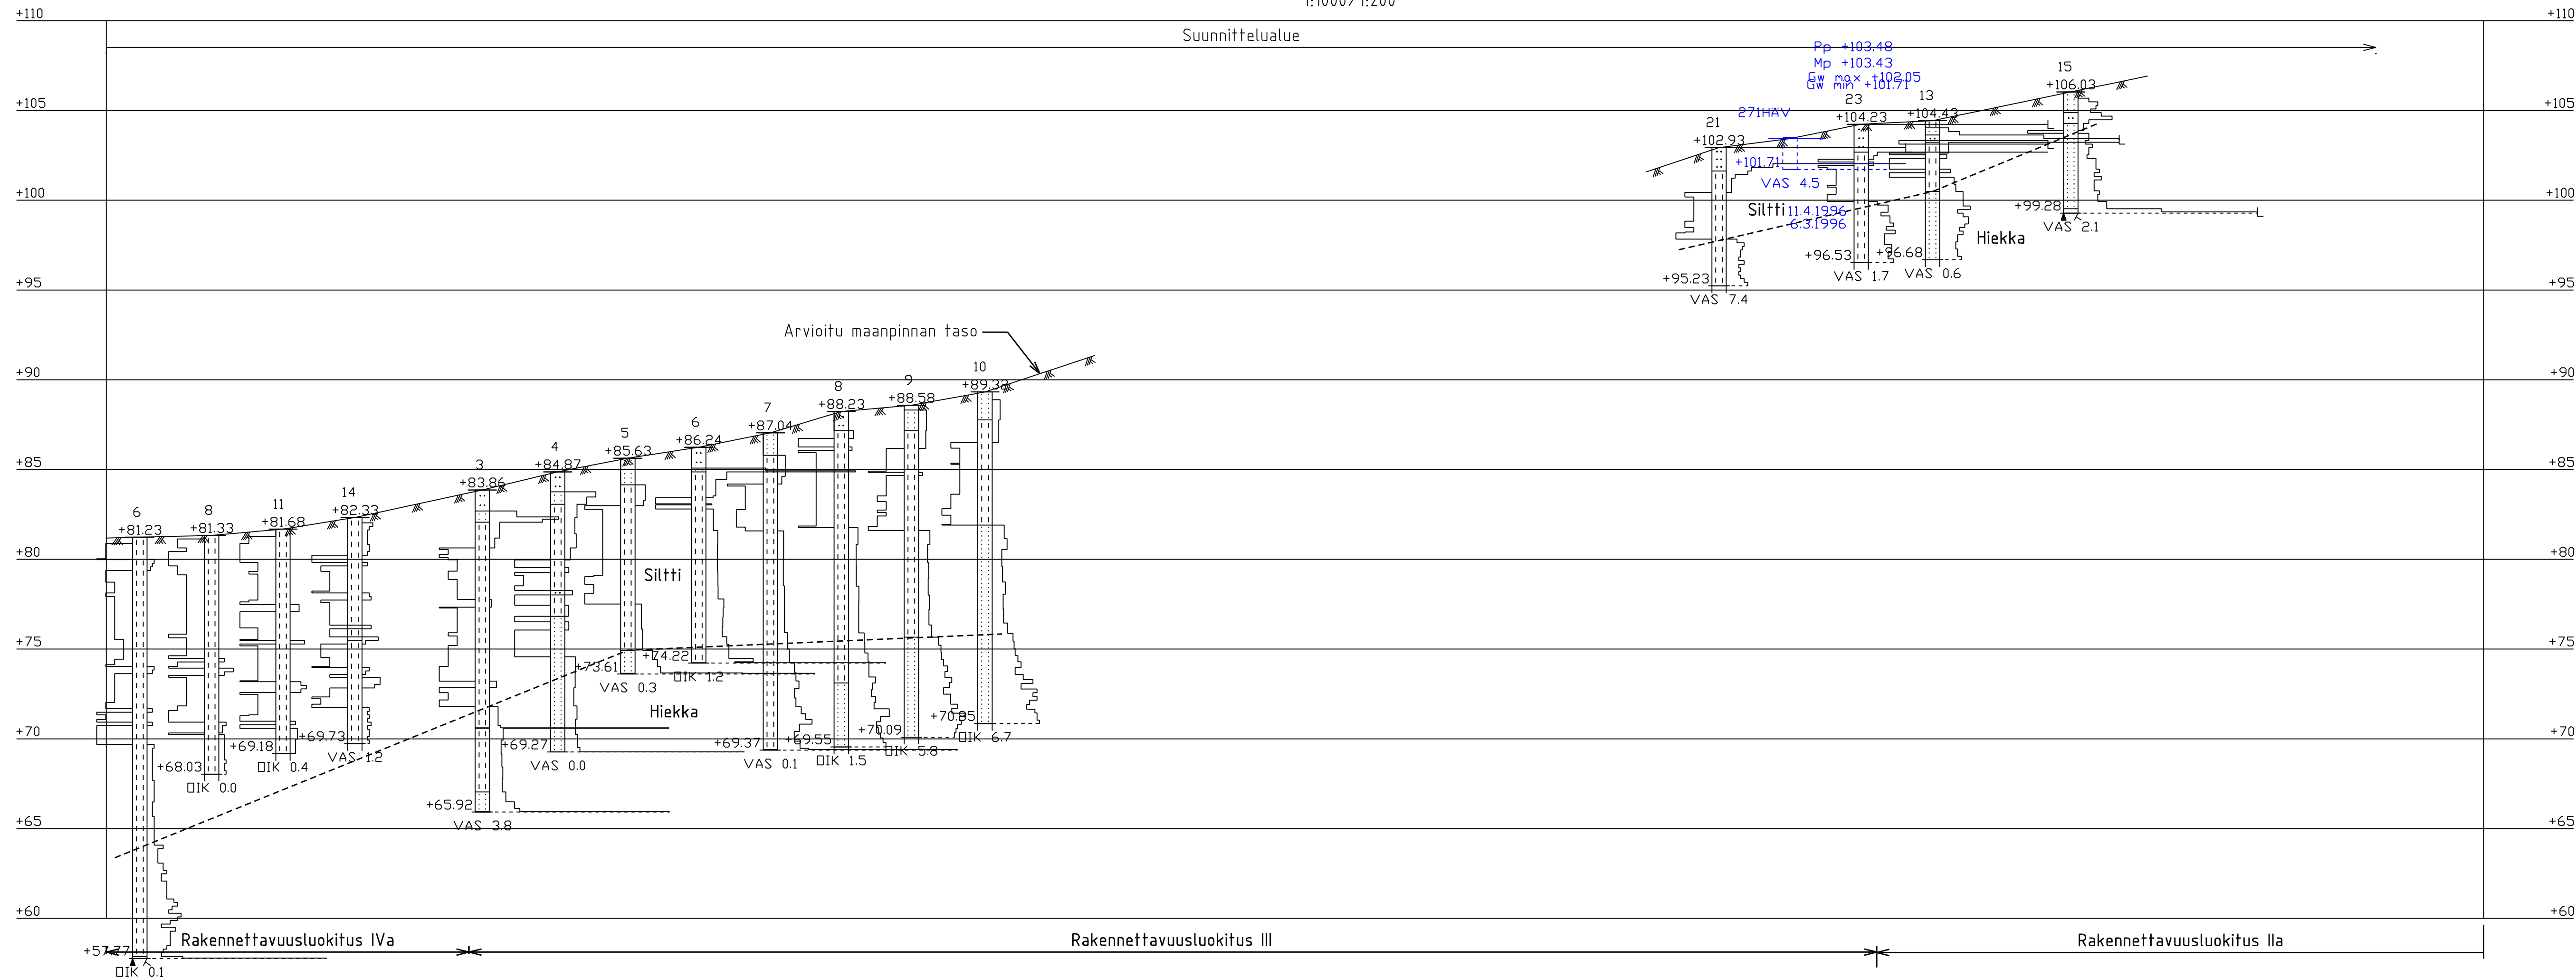 1:1000/1:200
+110
+110
Suunnittelualue
Pp +103.48
Mp +103.43
Gw max +102.05
Gw min +101.71
15
+106.03
+105
+105
271HAV
23
+104.23
13
+104.43
21
+102.93
+101.71
VAS 4.5
+100
+100
Siltti
11.4.1996
6.3.1996
+99.28
VAS 2.1
Hiekka
+96.53
VAS 1.7
+96.68
VAS 0.6
+95.23
VAS 7.4
+95
+95
Arvioitu maanpinnan taso
+90
+90
10
9
+88.58
8
+88.23
7
+87.04
6
+86.24
5
+85.63
4
+84.87
3
+83.86
+85
+85
14
+82.33
11
+81.68
8
+81.33
6
+81.23
+80
+80
Siltti
+75
+75
+74.22
IK 1.2
+73.61
VAS 0.3
Hiekka
+70.85
IK 6.7
+70.09
IK 5.8
+70
+70
+69.55
IK 1.5
+69.37
VAS 0.1
+69.27
VAS 0.0
+69.73
VAS 1.2
+69.18
IK 0.4
+68.03
IK 0.0
+65.92
VAS 3.8
+65
+65
+60
+60
Rakennettavuusluokitus IVa
Rakennettavuusluokitus III
Rakennettavuusluokitus IIa
+57.77
IK 0.1